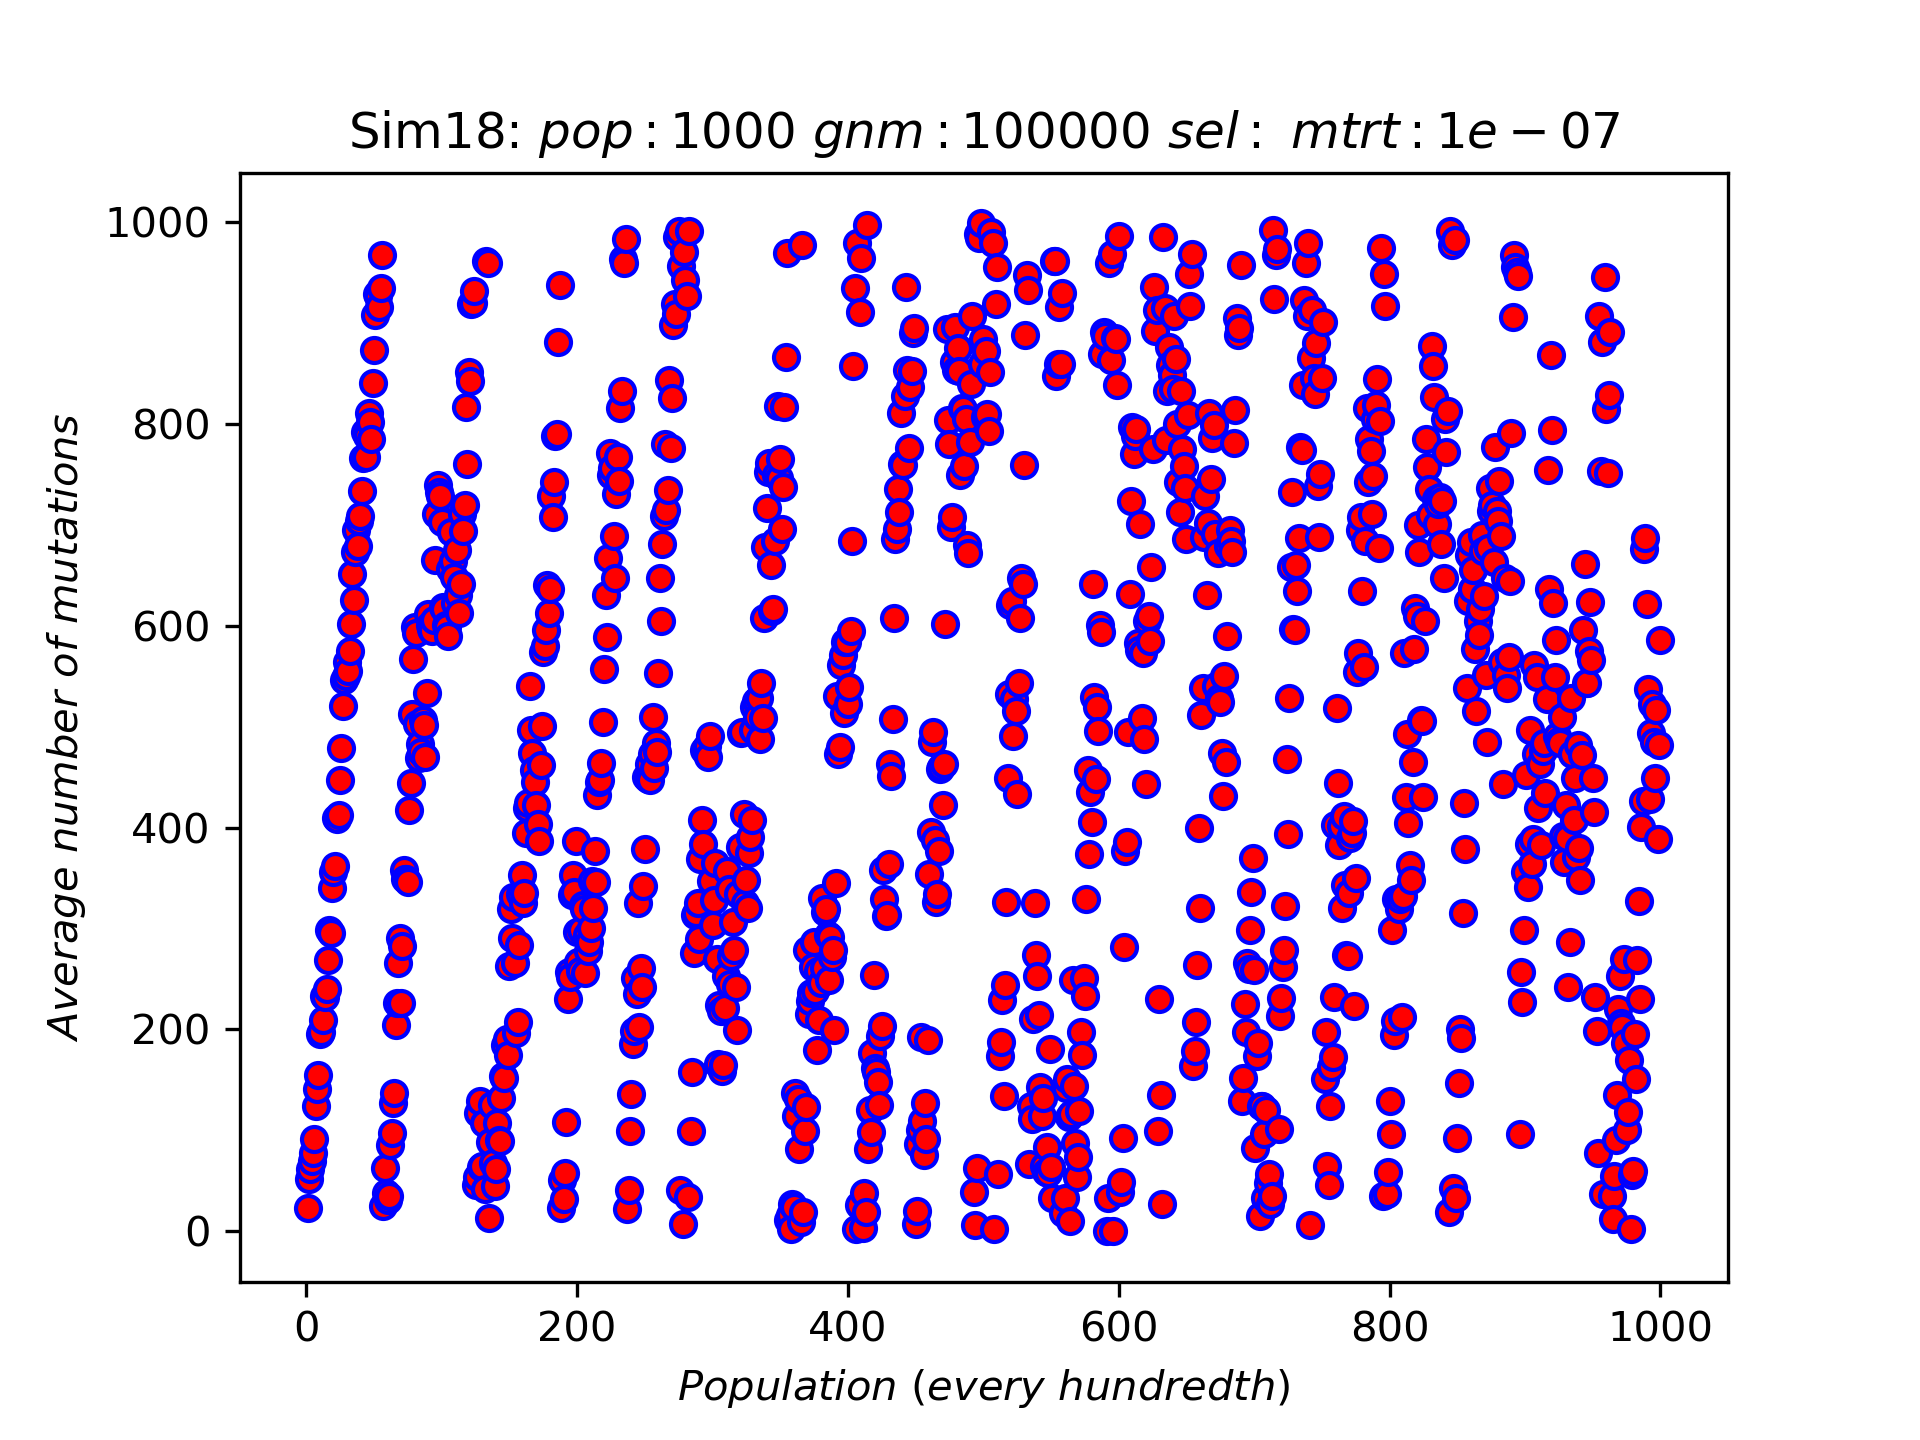 Sim18: pop : 1000 gnm : 100000 sel : mtrt : 1e − 07
Average number of mutations
1000
800
600
400
200
0
0 200 400 600 800 1000
Population (every hundredth)